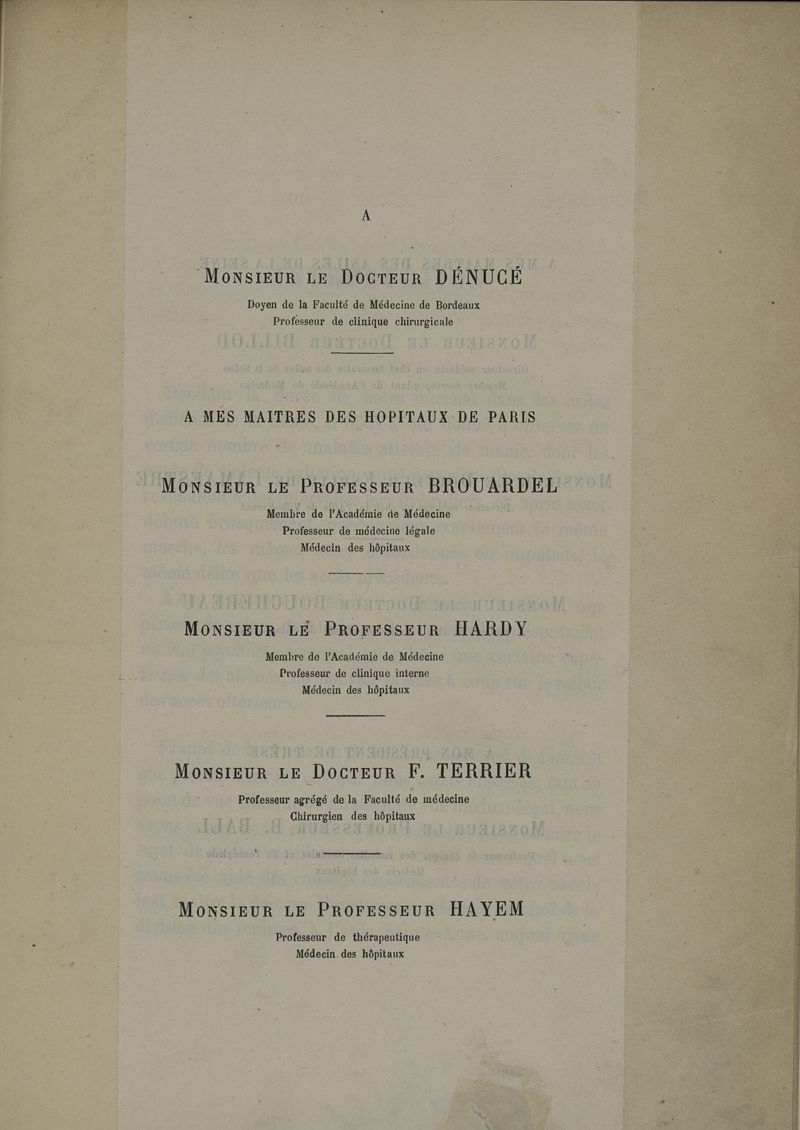 A
MONSIEUR LE DOCTEUR DÉNUCÉ
Doyen de la Faculté de Médecine de Bordeaux
Professeur de clinique chirurgicale
A MES MAITRES DES HOPITAUX DE PARIS
MONSIEUR LE PROFESSEUR BROUARDEL
Membre de l'Académie de Médecine
Professeur de médecine légale
Médecin des hôpitaux
MONSIEUR LE PROFESSEUR HARDY
Membre de l'Académie de Médecine
Professeur de clinique interne
Médecin des hôpitaux
MONSIEUR LE DOCTEUR F. TERRIER
Professeur agrégé de la Faculté de médecine
Chirurgien des hôpitaux
MONSIEUR LE PROFESSEUR HAYEM
Professeur de thérapeutique
Médecin des hôpitaux